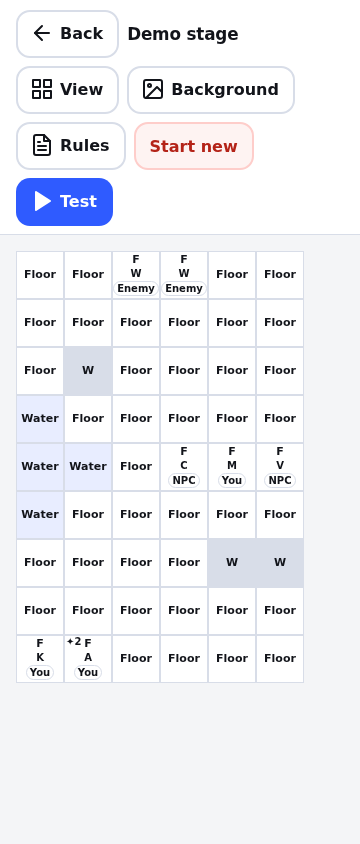 Back Demo stage
View Background
Rules Start new
Test
Floor Floor F W Enemy F W Enemy Floor Floor
Floor Floor Floor Floor Floor Floor
Floor W Floor Floor Floor Floor
Water Floor Floor Floor Floor Floor
Water Water Floor F C NPC F M You F V NPC
Water Floor Floor Floor Floor Floor
Floor Floor Floor Floor W W
Floor Floor Floor Floor Floor Floor
F K You ✦2 F A You Floor Floor Floor Floor